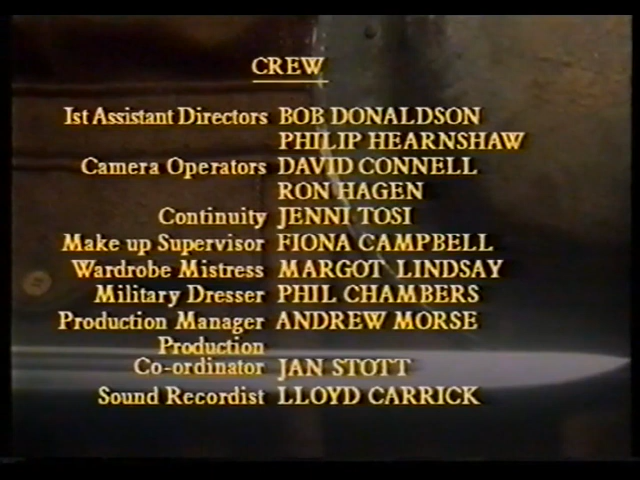 CREW
1st Assistant Directors BOB DONALDSON
PHILIP HEARNSHAW
Camera Operators DAVID CONNELL
RON HAGEN
Continuity JENNI TOSI
Make up Supervisor FIONA CAMPBELL
Wardrobe Mistress MARGOT LINDSAY
Military Dresser PHIL CHAMBERS
Production Manager ANDREW MORSE
Production
Co-ordinator JAN STOTT
Sound Recordist LLOYD CARRICK